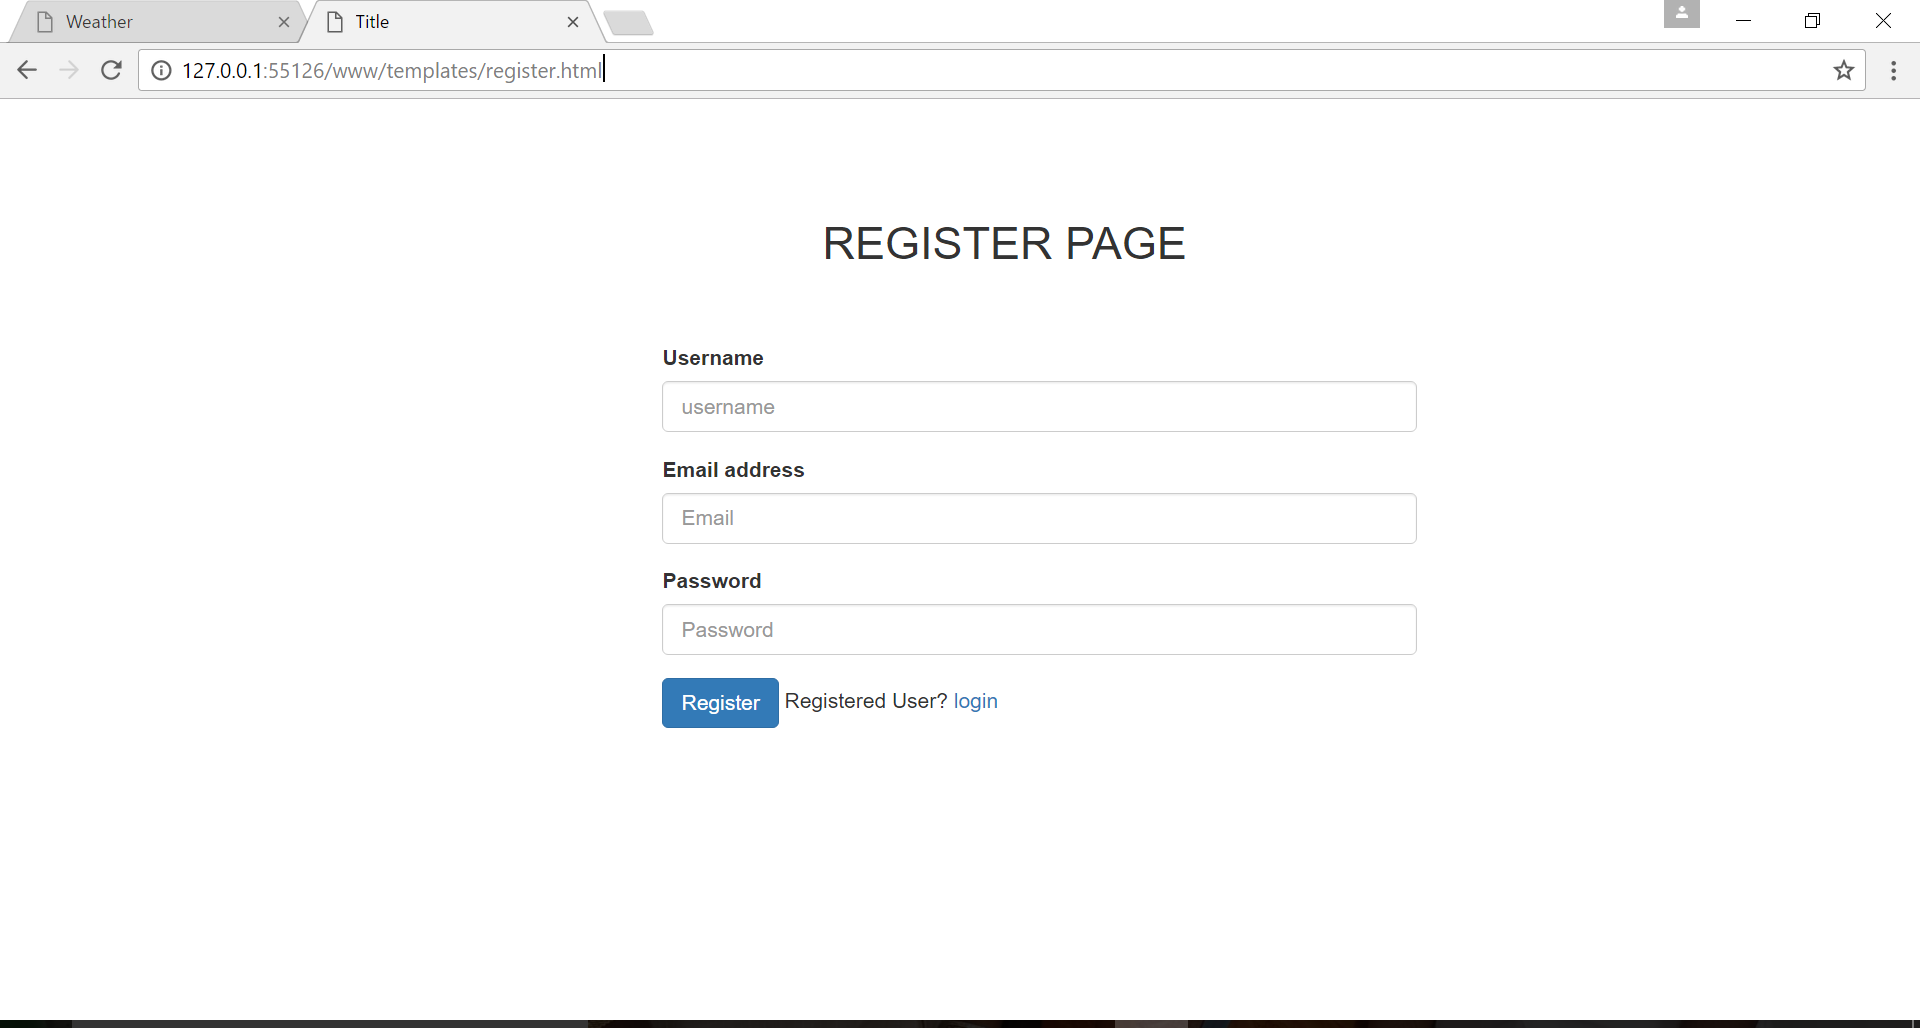 Weather
Title
127.0.0.1:55126/www/templates/register.html
REGISTER PAGE
Username
username
Email address
Email
Password
Password
Register Registered User? login